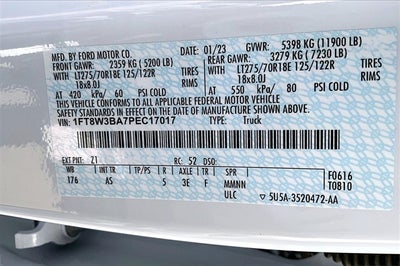 MFD. BY FORD MOTOR CO. 01/23 GVWR: 5398 KG (11900 LB)
FRONT GAWR: 2359 KG (5200 LB) REAR GAWR: 3279 KG (7230 LB)
WITH LT275/70R18E 125/122R TIRES WITH LT275/70R18E 125/122R TIRES
18x8.0J RIMS 18x8.0J RIMS
AT 420 kPa/ 60 PSI COLD AT 550 kPa/ 80 PSI COLD
THIS VEHICLE CONFORMS TO ALL APPLICABLE FEDERAL MOTOR VEHICLE
SAFETY STANDARDS IN EFFECT ON THE DATE OF MANUFACTURE SHOWN ABOVE.
VIN: 1FT8W3BA7PEC17017 TYPE: Truck
EXT PNT: Z1 RC: 52 DSO: F0616
WB INT TR TP/PS R AXLE TR SPR T0810
176 AS 5 3E F MMNN
ULC 5U5A-3520472-AA